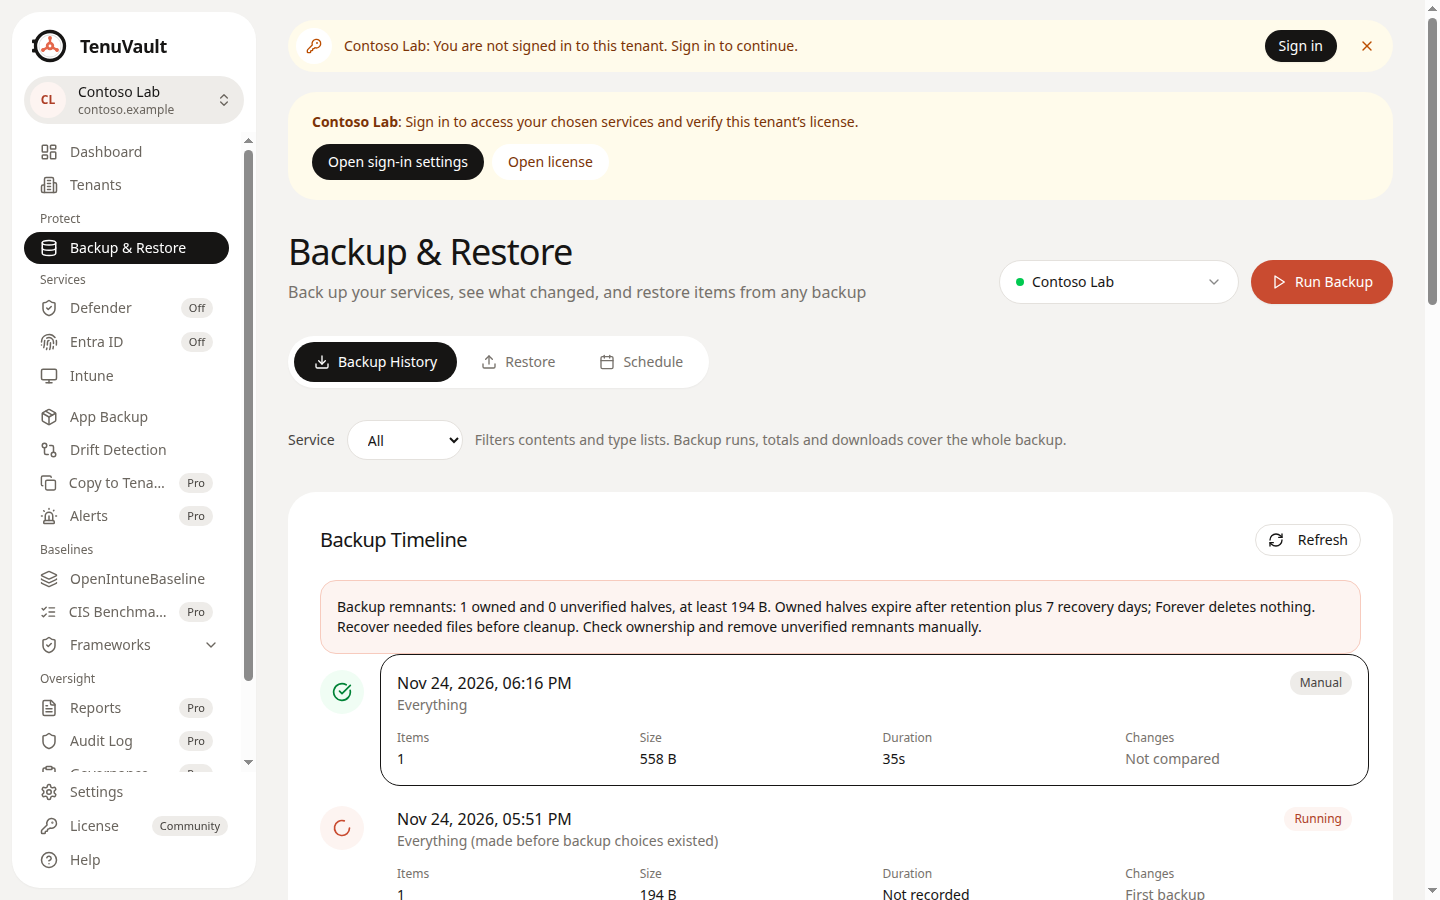 TenuVault
CL
Contoso Lab
contoso.example
Dashboard
Tenants
Protect
Backup & Restore
Services
Defender
Off
Entra ID
Off
Intune
App Backup
Drift Detection
Copy to Tena...
Pro
Alerts
Pro
Baselines
OpenIntuneBaseline
CIS Benchma...
Pro
Frameworks
Oversight
Reports
Pro
Audit Log
Pro
Settings
License
Community
Help
Contoso Lab: You are not signed in to this tenant. Sign in to continue.
Sign in
Contoso Lab: Sign in to access your chosen services and verify this tenant's license.
Open sign-in settings
Open license
Backup & Restore
Back up your services, see what changed, and restore items from any backup
Contoso Lab
Run Backup
Backup History
Restore
Schedule
Service
All
Filters contents and type lists. Backup runs, totals and downloads cover the whole backup.
Backup Timeline
Refresh
Backup remnants: 1 owned and 0 unverified halves, at least 194 B. Owned halves expire after retention plus 7 recovery days; Forever deletes nothing.
Recover needed files before cleanup. Check ownership and remove unverified remnants manually.
Nov 24, 2026, 06:16 PM
Manual
Everything
Items
Size
Duration
Changes
1
558 B
35s
Not compared
Nov 24, 2026, 05:51 PM
Running
Everything (made before backup choices existed)
Items
Size
Duration
Changes
1
194 B
Not recorded
First backup